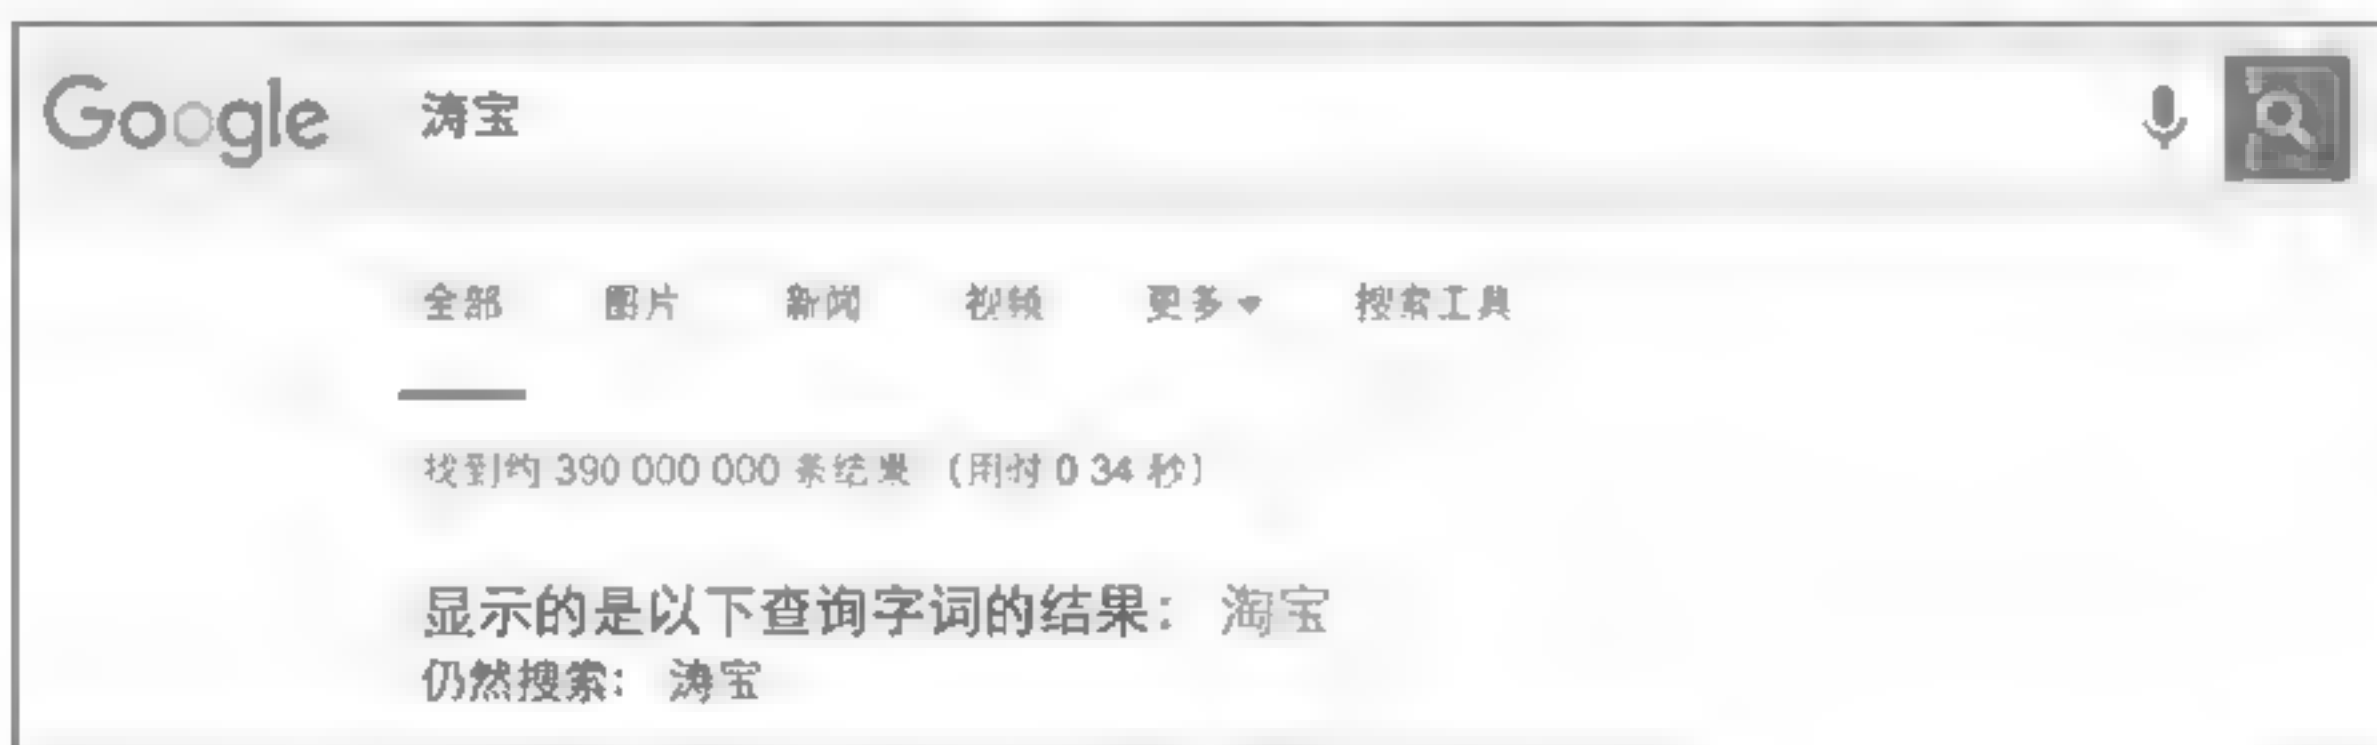 Google 涛宝
全部 图片 新闻 视频 更多 搜索工具
找到约 390 000 000 条结果 (用时 0 34 秒)
显示的是以下查询字词的结果： 淘宝
仍然搜索： 涛宝